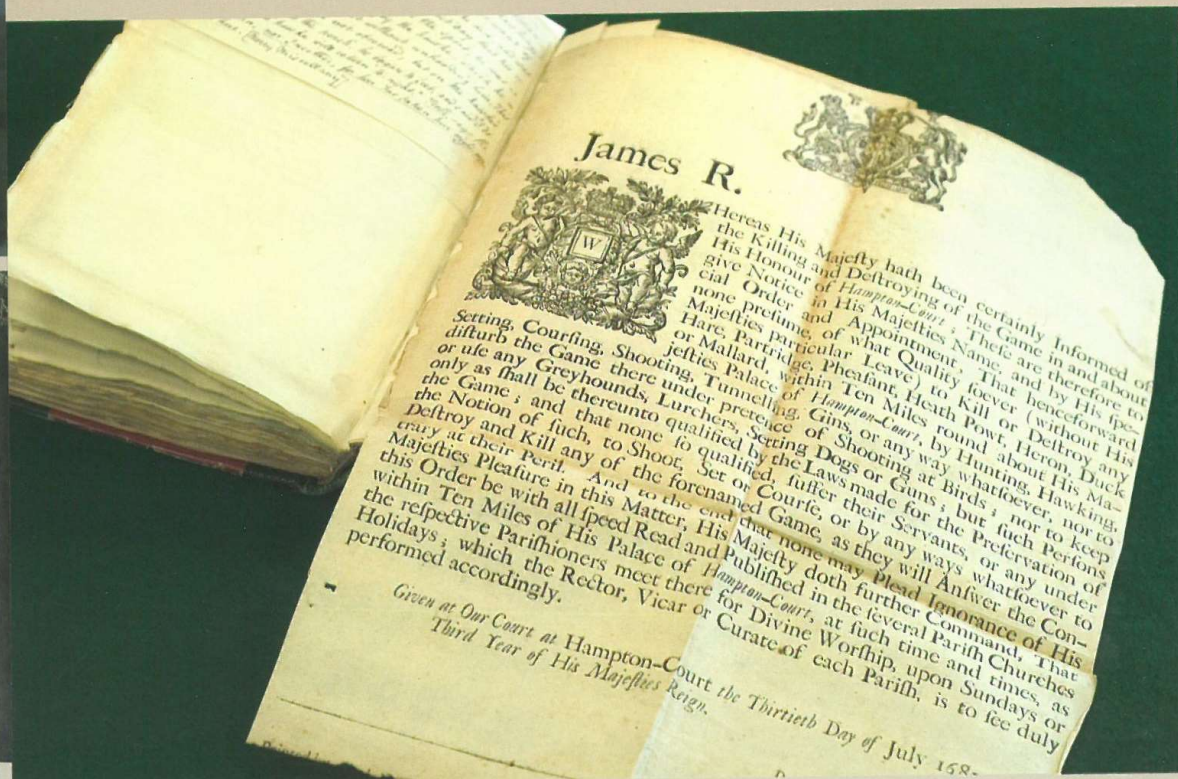 James R.
W Hereas His Majeſty hath been certainly Informed of
the Killing and Deſtroying of the Game in and about
His Honour of Hampton-Court; Theſe are therefore to
give Notice in His Majeſties Name, and by His ſpe-
cial Order and Appointment, That henceforward
none preſume, of what Quality ſoever (without His
Majeſties particular Leave) to Kill or Deſtroy any
Hare, Partridge, Pheaſant, Heath Powt, Heron, Duck
or Mallard, within Ten Miles round about His Ma-
jeſties Palace of Hampton-Court, by Hunting, Hawking,
Setting, Courſing, Shooting, Tunnelling, Gins, or any way whatſoever, nor to
diſturb the Game there under pretence of Shooting at Birds; nor to keep
or uſe any Greyhounds, Lurchers, Setting Dogs or Guns; but ſuch Perſons
only as ſhall be thereunto qualified by the Laws made for the Preſervation of
the Game; and that none ſo qualified, ſuffer their Servants, or any under
the Notion of ſuch, to Shoot, Set or Courſe, or by any ways whatſoever to
Deſtroy and Kill any of the forenamed Game, as they will Anſwer the Con-
trary at their Peril. And to the end that none may Plead Ignorance of His
Majeſties Pleaſure in this Matter, His Majeſty doth further Command, That
this Order be with all ſpeed Read and Publiſhed in the ſeveral Pariſh Churches
within Ten Miles of His Palace of Hampton-Court, at ſuch time and times, as
the reſpective Pariſhioners meet there for Divine Worſhip, upon Sundays or
Holidays; which the Rector, Vicar or Curate of each Pariſh, is to ſee duly
performed accordingly.
Given at Our Court at Hampton-Court the Thirtieth Day of July 168
Third Year of His Majeſties Reign.